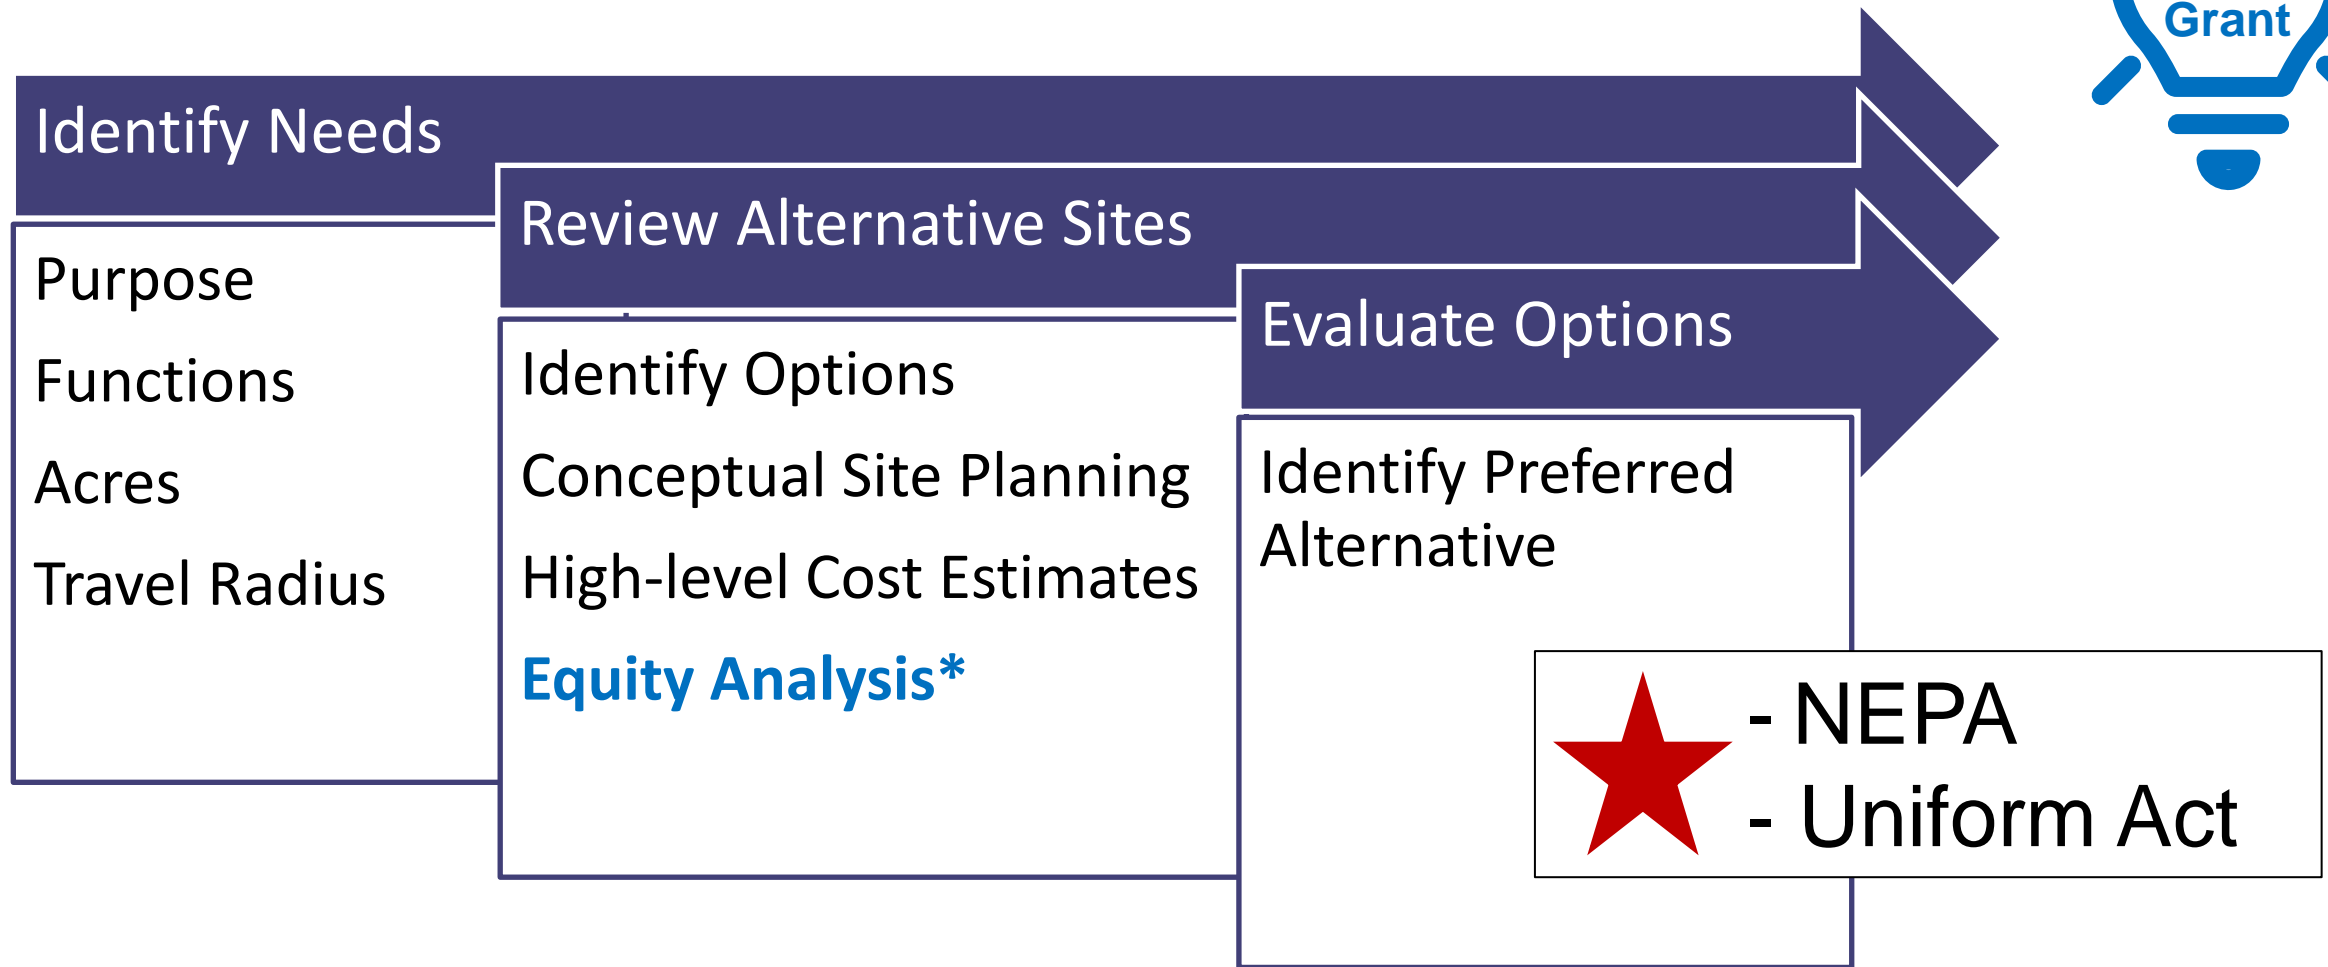 Grant
Identify Needs
Purpose
Functions
Acres
Travel Radius
Review Alternative Sites
Identify Options
Conceptual Site Planning
High-level Cost Estimates
Equity Analysis*
Evaluate Options
Identify Preferred
Alternative
- NEPA
- Uniform Act